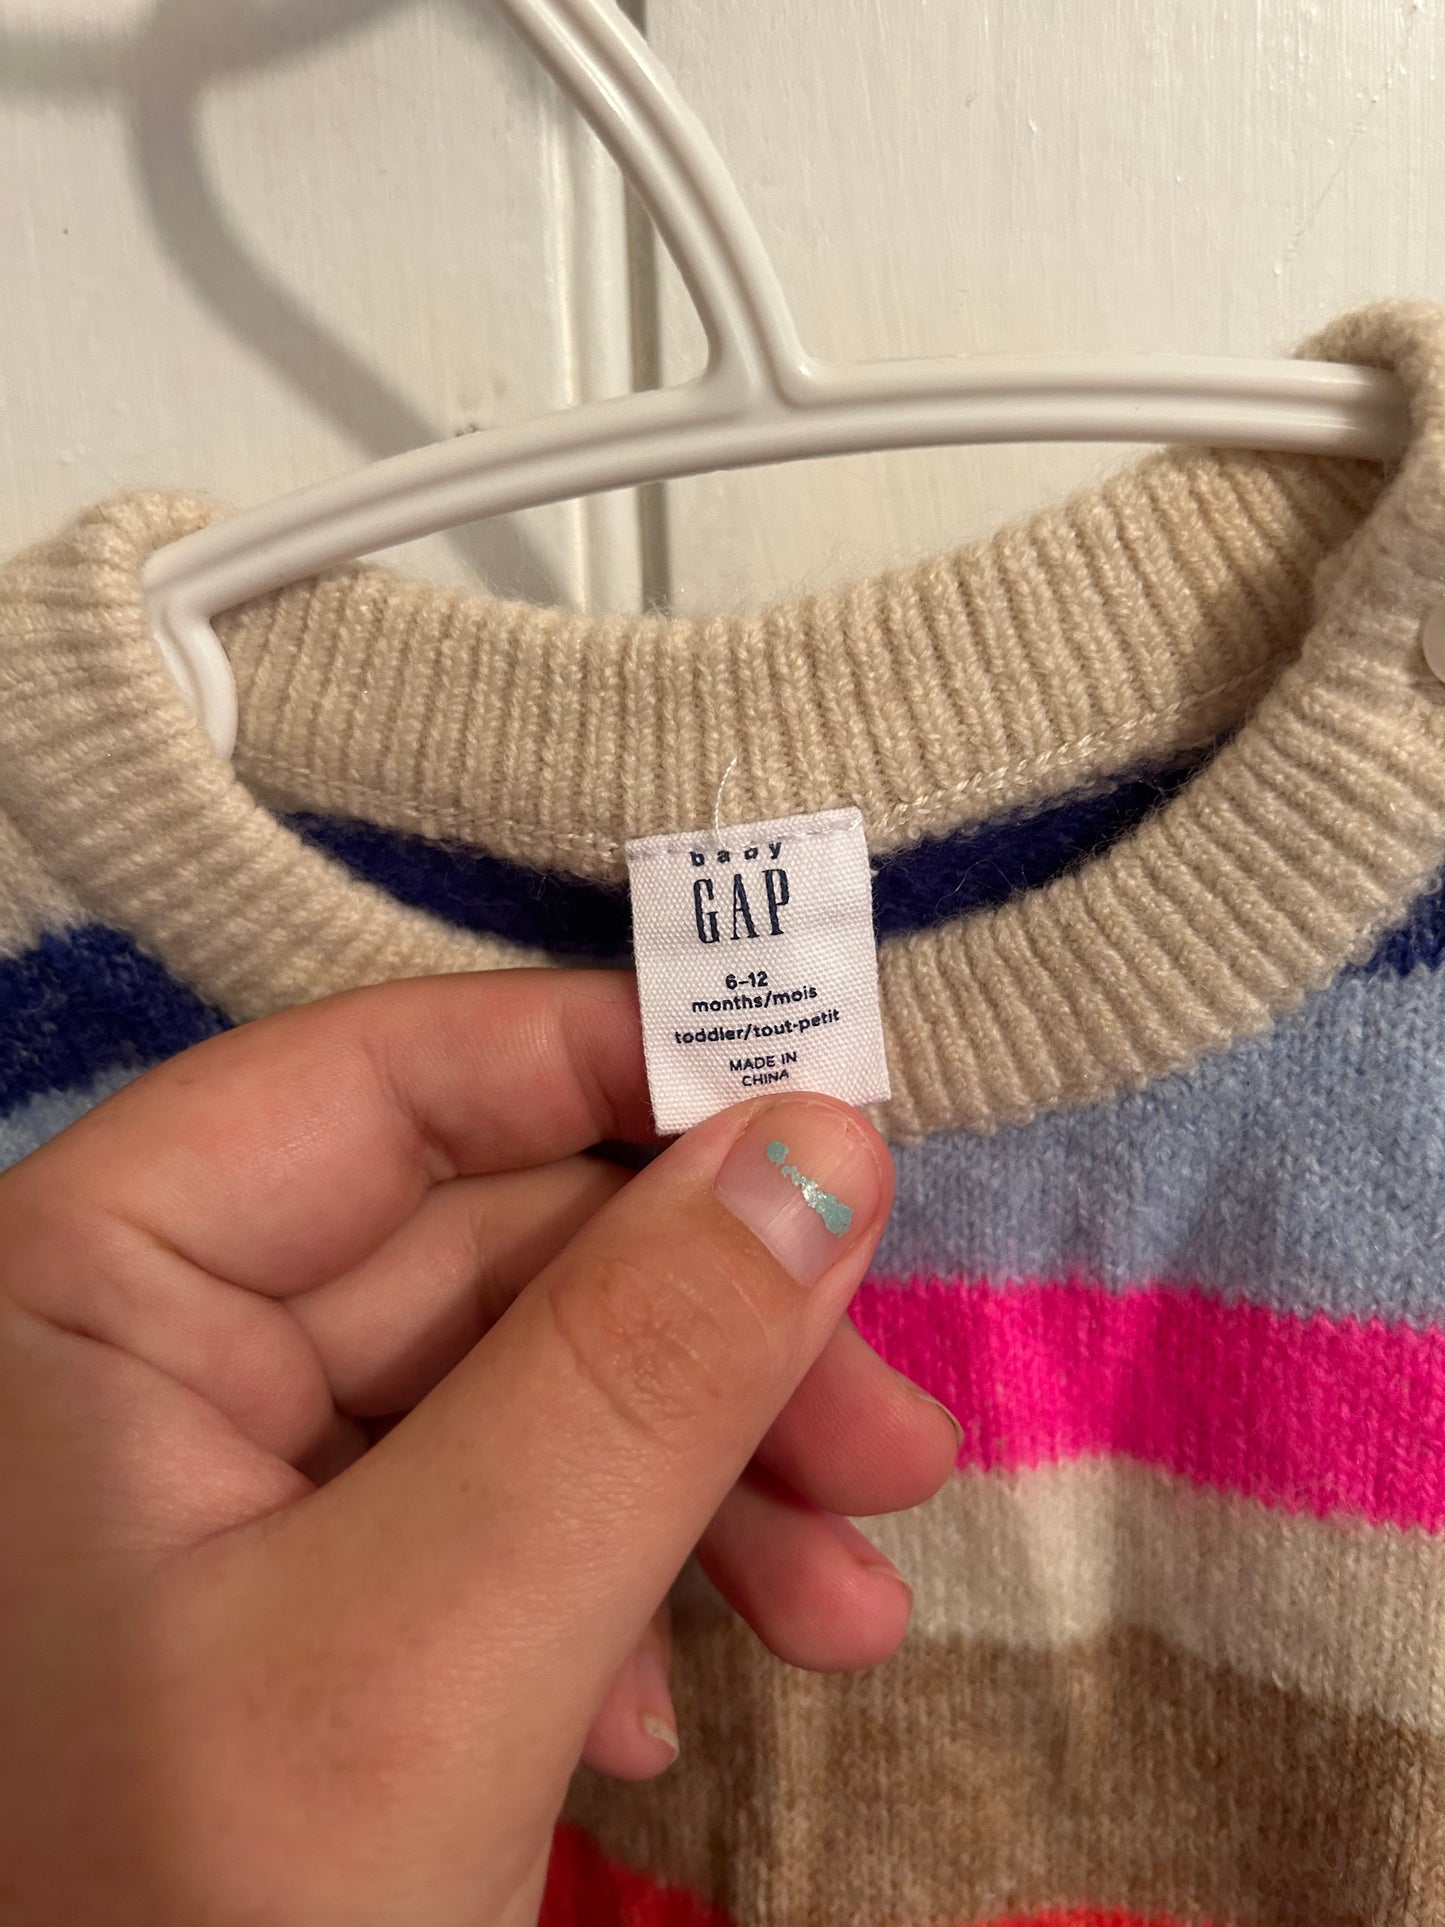 baby
GAP
6-12
months/mois
toddler/tout-petit
MADE IN
CHINA